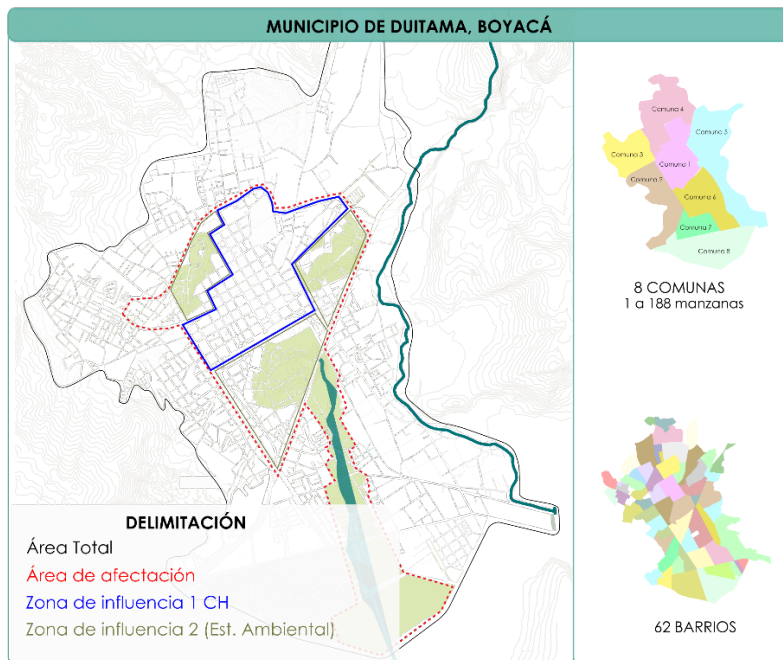 MUNICIPIO DE DUITAMA, BOYACÁ
DELIMITACIÓN
Área Total
Área de afectación
Zona de influencia 1 CH
Zona de influencia 2 (Est. Ambiental)
Comuna 4
Comuna 5
Comuna 3
Comuna 1
Comuna 2
Comuna 6
Comuna 7
Comuna 8
8 COMUNAS
1 a 188 manzanas
62 BARRIOS